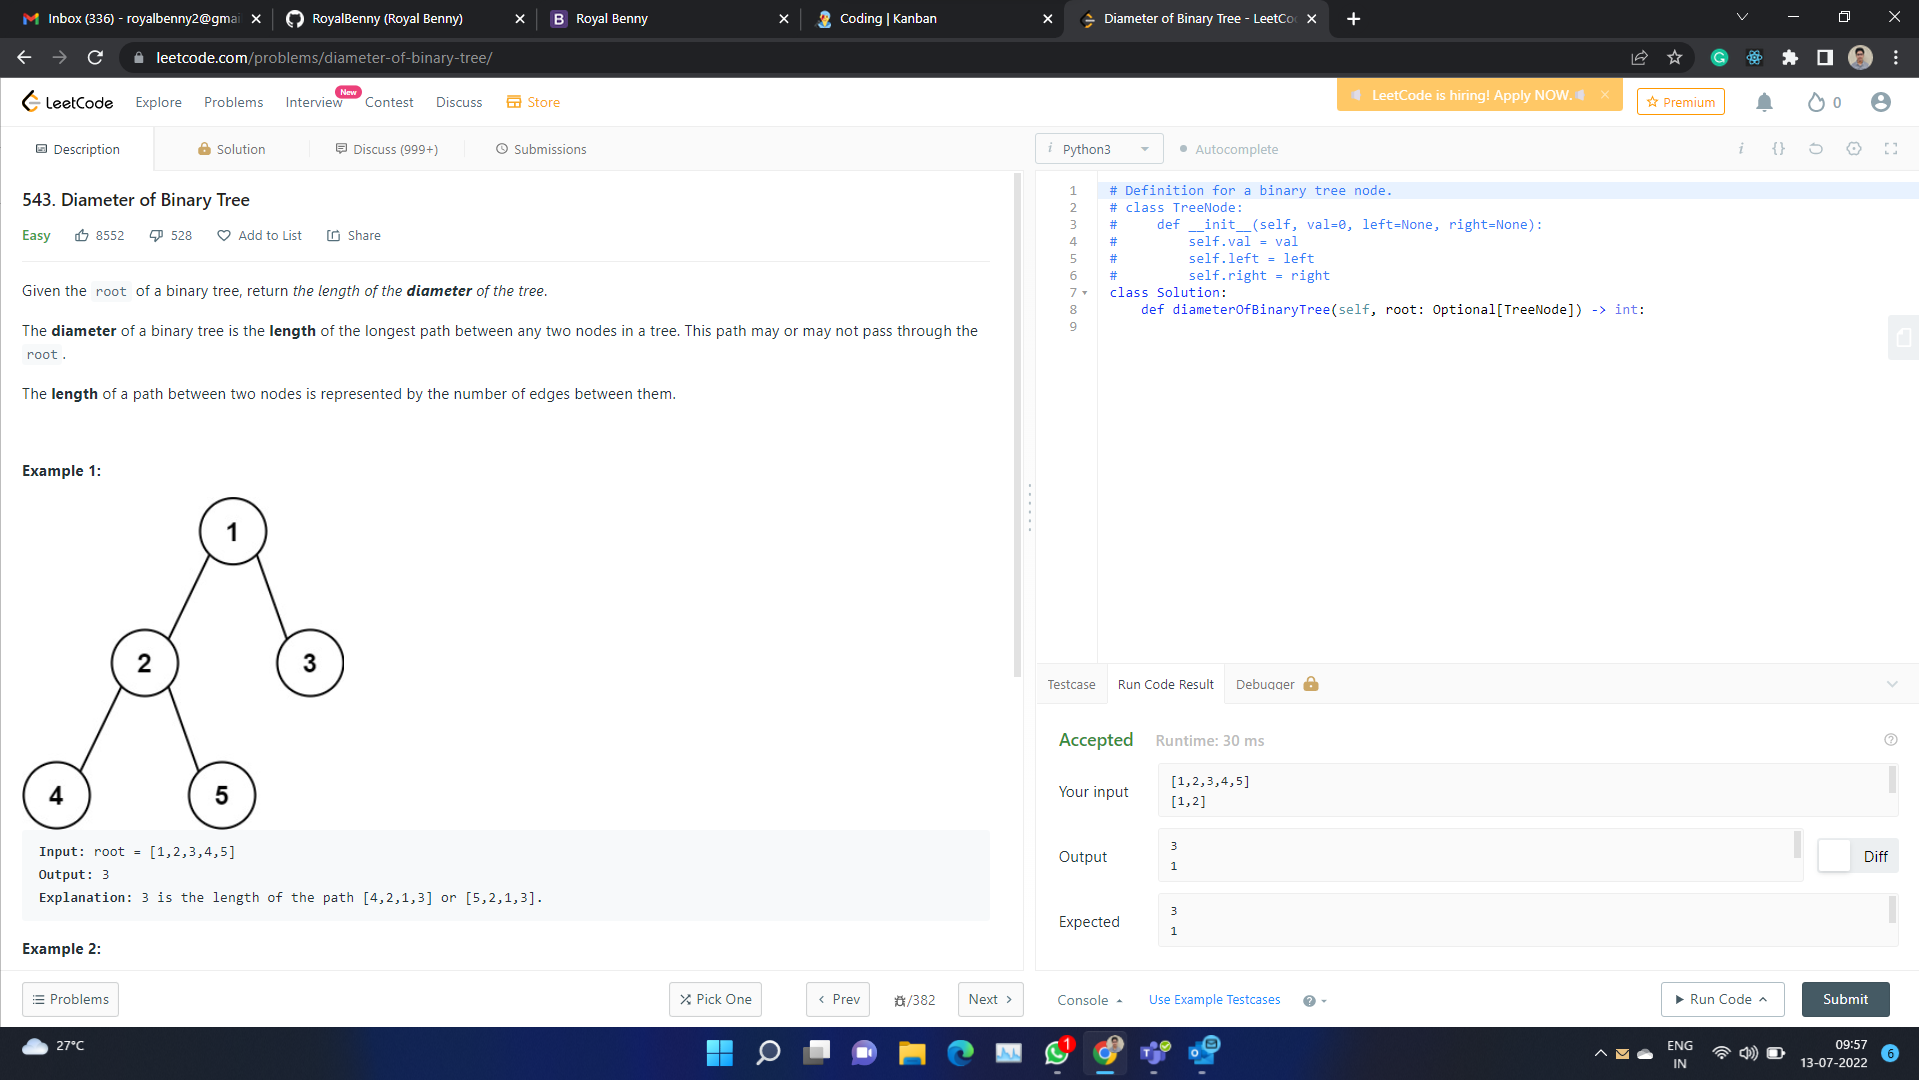 Inbox (336) - royalbenny2@gmai
RoyalBenny (Royal Benny)
B Royal Benny
Coding | Kanban
Diameter of Binary Tree - LeetCo
leetcode.com/problems/diameter-of-binary-tree/
LeetCode Explore Problems Interview New Contest Discuss Store
LeetCode is hiring! Apply NOW.
Premium
0
Description Solution Discuss (999+) Submissions
543. Diameter of Binary Tree
Easy 8552 528 Add to List Share
Given the root of a binary tree, return the length of the diameter of the tree.
The diameter of a binary tree is the length of the longest path between any two nodes in a tree. This path may or may not pass through the
root .
The length of a path between two nodes is represented by the number of edges between them.
Example 1:
1
2 3
4 5
Input: root = [1,2,3,4,5]
Output: 3
Explanation: 3 is the length of the path [4,2,1,3] or [5,2,1,3].
Example 2:
Problems Pick One Prev /382 Next
i Python3 Autocomplete i {}
1 # Definition for a binary tree node.
2 # class TreeNode:
3 #     def __init__(self, val=0, left=None, right=None):
4 #         self.val = val
5 #         self.left = left
6 #         self.right = right
7 class Solution:
8     def diameterOfBinaryTree(self, root: Optional[TreeNode]) -> int:
9
Testcase Run Code Result Debugger
Accepted Runtime: 30 ms
Your input
[1,2,3,4,5]
[1,2]
Output
3
1
Diff
Expected
3
1
Console Use Example Testcases Run Code Submit
27°C
1
ENG
IN
09:57
13-07-2022
6